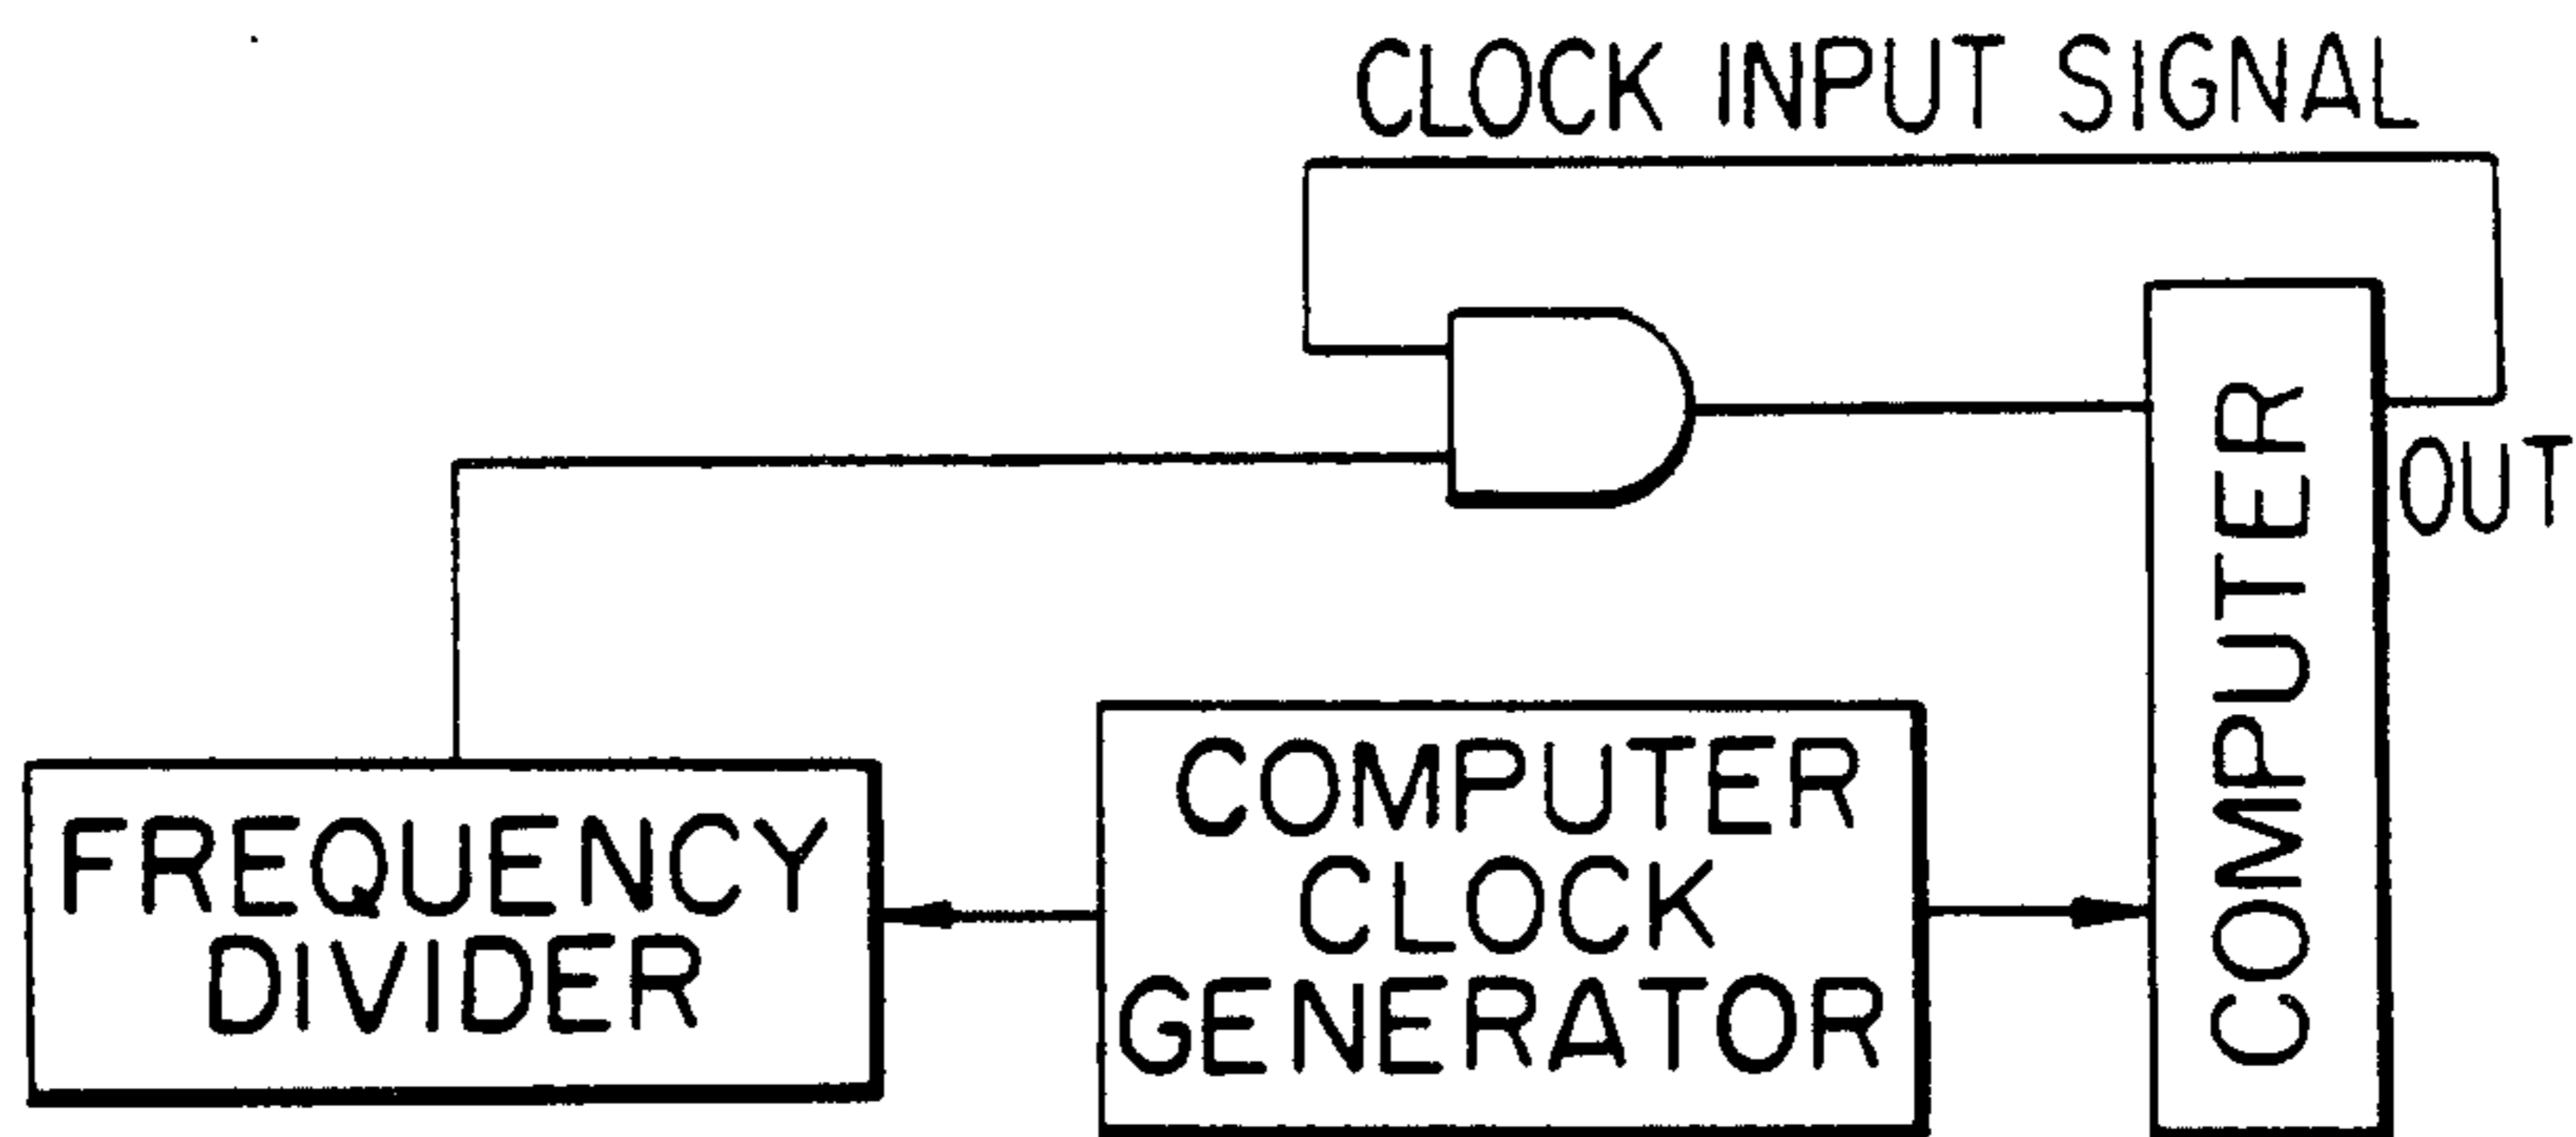 CLOCK INPUT SIGNAL
OUT
COMPUTER
FREQUENCY
DIVIDER
COMPUTER
CLOCK
GENERATOR